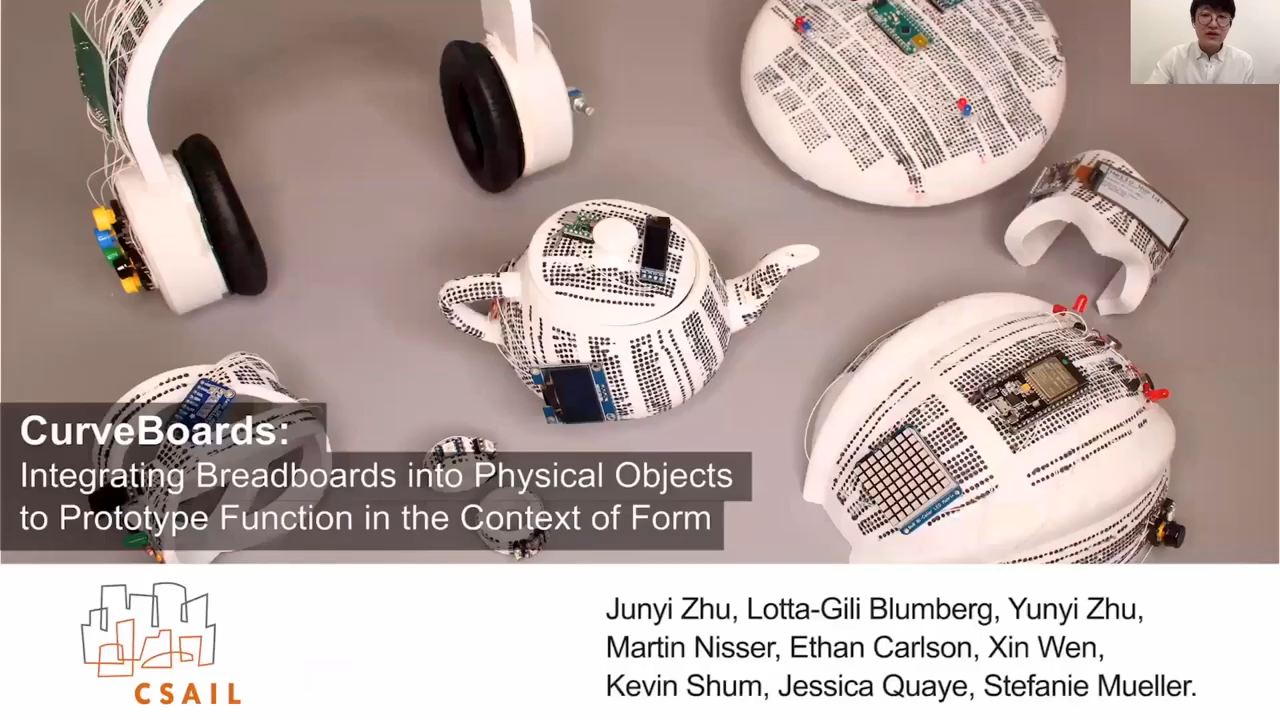 CurveBoards:
Integrating Breadboards into Physical Objects
to Prototype Function in the Context of Form
CSAIL
Junyi Zhu, Lotta-Gili Blumberg, Yunyi Zhu,
Martin Nisser, Ethan Carlson, Xin Wen,
Kevin Shum, Jessica Quaye, Stefanie Mueller.